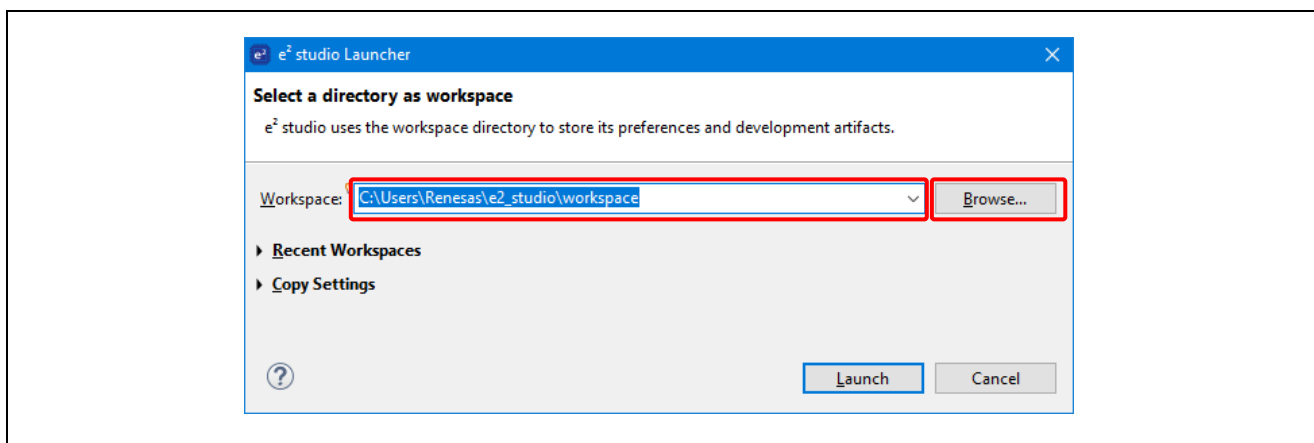 e² e² studio Launcher
Select a directory as workspace
e² studio uses the workspace directory to store its preferences and development artifacts.
Workspace: C:\Users\Renesas\e2_studio\workspace Browse...
Recent Workspaces
Copy Settings
? Launch Cancel